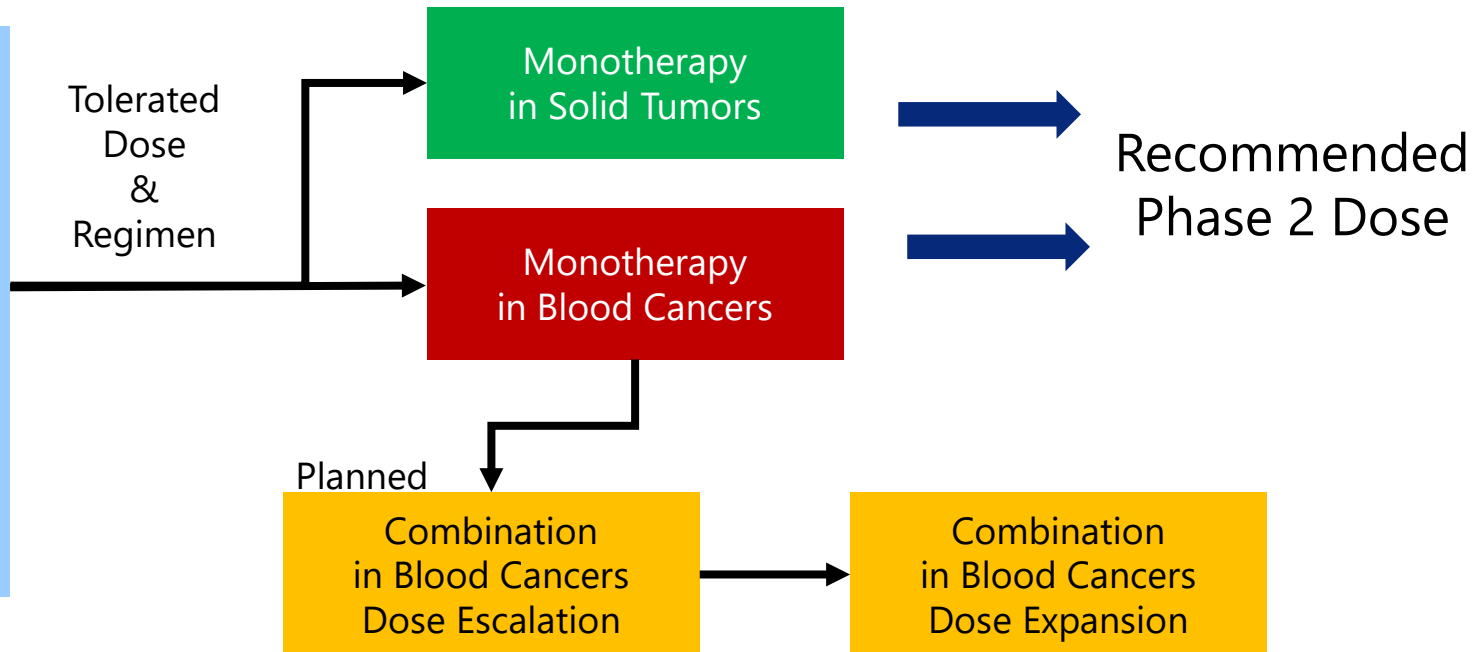 Tolerated
Dose
&
Regimen
Monotherapy
in Solid Tumors
Monotherapy
in Blood Cancers
Recommended
Phase 2 Dose
Planned
Combination
in Blood Cancers
Dose Escalation
Combination
in Blood Cancers
Dose Expansion